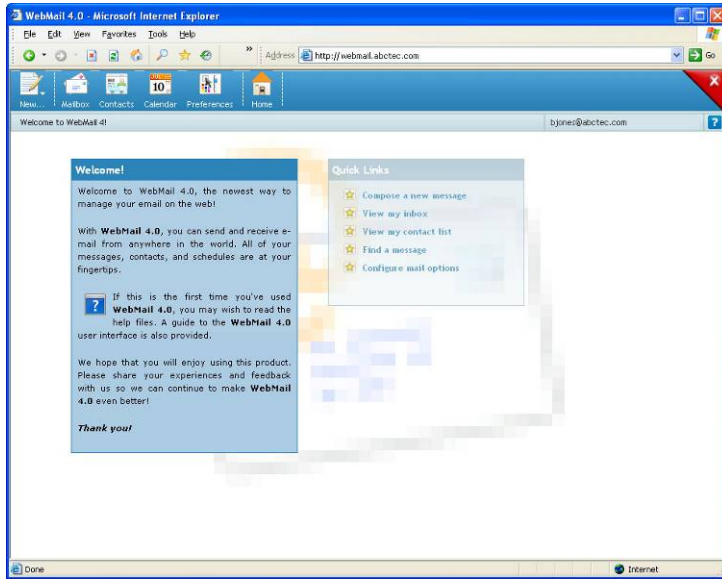 WebMail 4.0 - Microsoft Internet Explorer
File Edit View Favorites Tools Help
» Address http://webmail.abctec.com Go
10
New... Mailbox Contacts Calendar Preferences Home
Welcome to WebMail 4! bjones@abctec.com ?
Welcome!
Welcome to WebMail 4.0, the newest way to
manage your email on the web!
With WebMail 4.0, you can send and receive e-
mail from anywhere in the world. All of your
messages, contacts, and schedules are at your
fingertips.
? If this is the first time you've used
WebMail 4.0, you may wish to read the
help files. A guide to the WebMail 4.0
user interface is also provided.
We hope that you will enjoy using this product.
Please share your experiences and feedback
with us so we can continue to make WebMail
4.0 even better!
Thank you!
Quick Links
Compose a new message
View my inbox
View my contact list
Find a message
Configure mail options
Done Internet